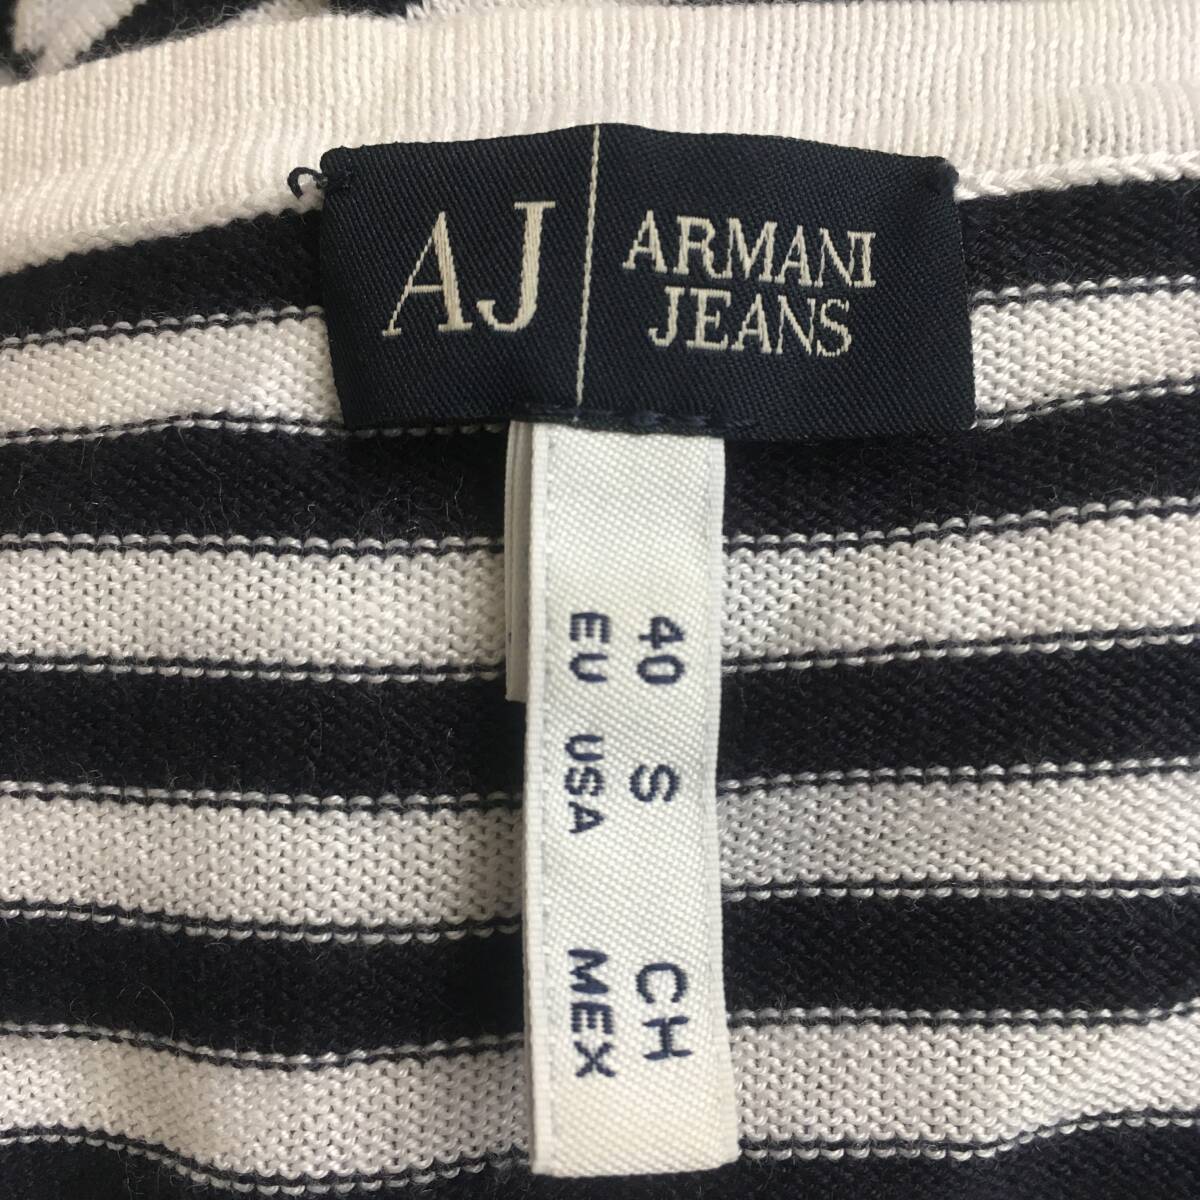 AJ
ARMANI
JEANS
40 S CH
EU USA MEX